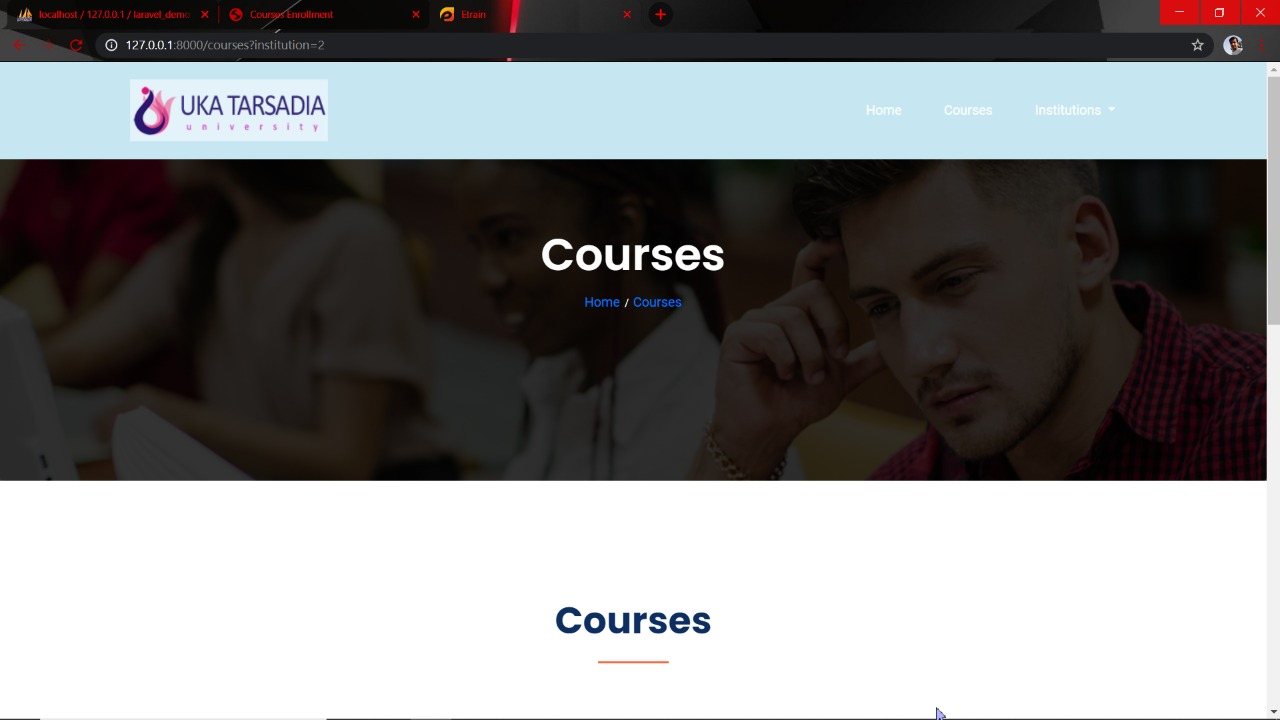 localhost / 127.0.0.1 / laravel_demo
Courses Enrollment
Etrain
127.0.0.1:8000/courses?institution=2
UKA TARSADIA
university
Home
Courses
Institutions
Courses
Home / Courses
Courses